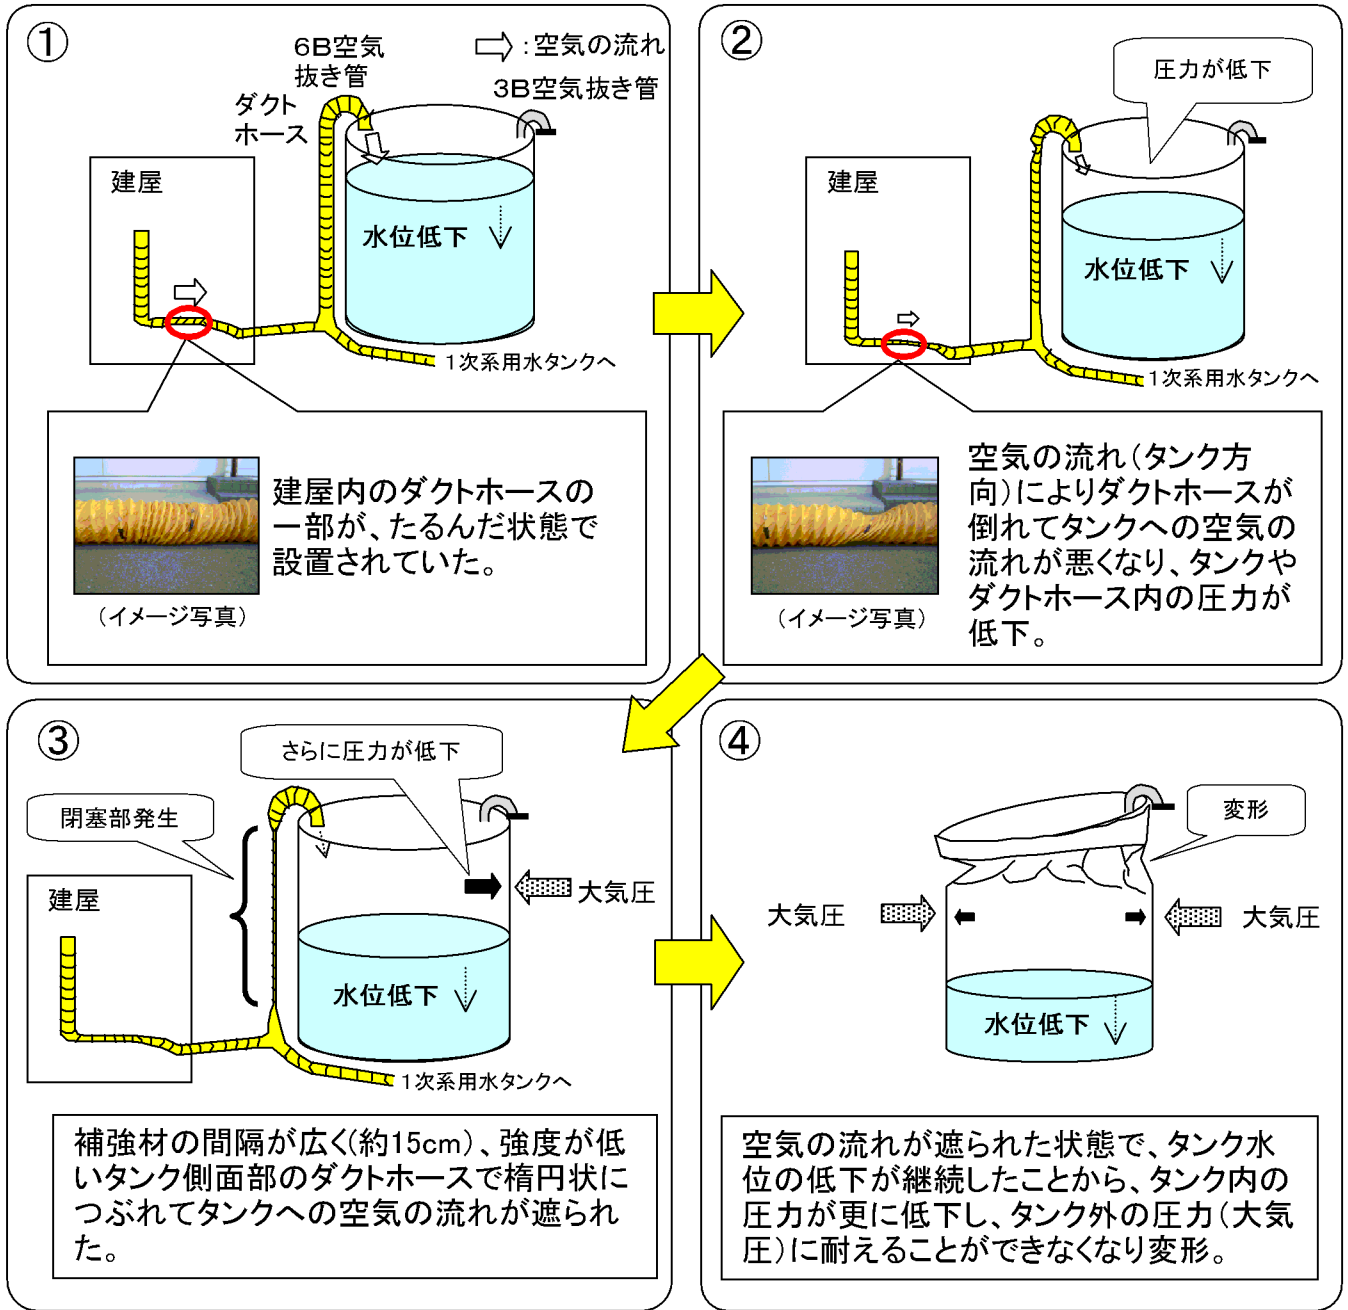 ①
6B空気
抜き管
⇨:空気の流れ
3B空気抜き管
ダクト
ホース
建屋
水位低下
1次系用水タンクへ
建屋内のダクトホースの
一部が、たるんだ状態で
設置されていた。
(イメージ写真)
②
圧力が低下
建屋
水位低下
1次系用水タンクへ
空気の流れ(タンク方
向)によりダクトホースが
倒れてタンクへの空気の
流れが悪くなり、タンクや
ダクトホース内の圧力が
低下。
(イメージ写真)
③
さらに圧力が低下
閉塞部発生
建屋
大気圧
水位低下
1次系用水タンクへ
補強材の間隔が広く(約15cm)、強度が低
いタンク側面部のダクトホースで楕円状に
つぶれてタンクへの空気の流れが遮られ
た。
④
変形
大気圧
大気圧
水位低下
空気の流れが遮られた状態で、タンク水
位の低下が継続したことから、タンク内の
圧力が更に低下し、タンク外の圧力(大気
圧)に耐えることができなくなり変形。